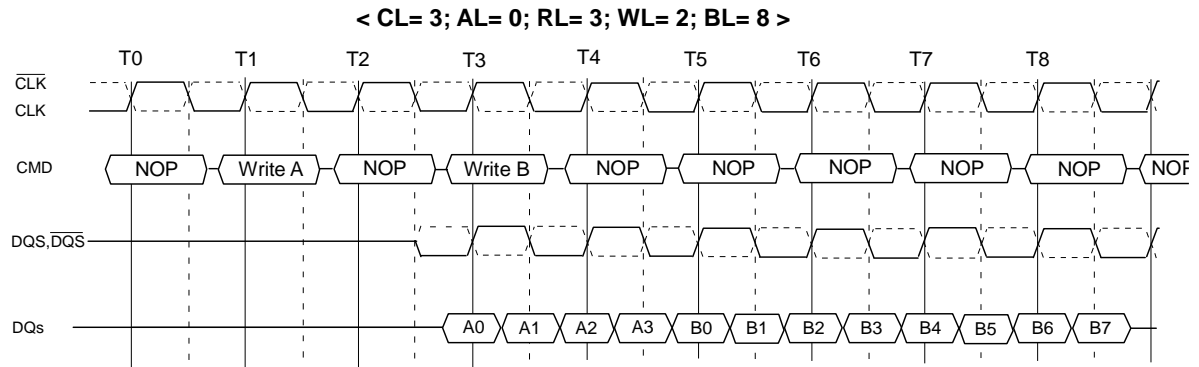 < CL= 3; AL= 0; RL= 3; WL= 2; BL= 8 >
T0 T1 T2 T3 T4 T5 T6 T7 T8
CLK
CLK
CMD NOP Write A NOP Write B NOP NOP NOP NOP NOP NOP
DQS,DQS
DQs A0 A1 A2 A3 B0 B1 B2 B3 B4 B5 B6 B7